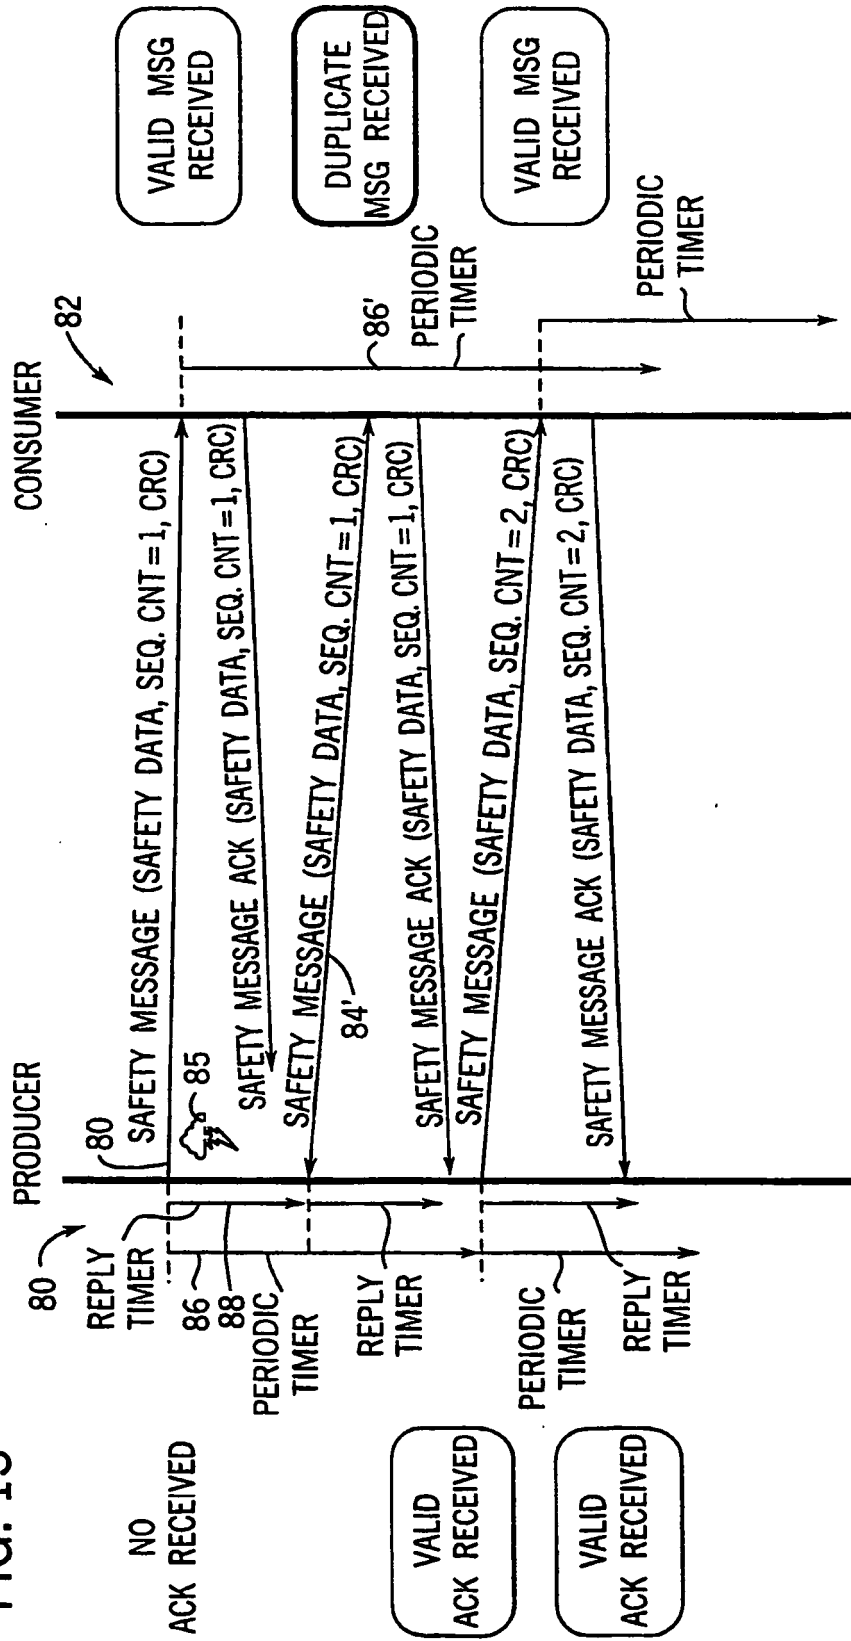 FIG. 13
PRODUCER
CONSUMER
80
80
82
REPLY
TIMER
SAFETY MESSAGE (SAFETY DATA, SEQ. CNT=1, CRC)
VALID MSG
RECEIVED
85
86
88
NO
ACK RECEIVED
SAFETY MESSAGE ACK (SAFETY DATA, SEQ. CNT=1, CRC)
PERIODIC
TIMER
SAFETY MESSAGE (SAFETY DATA, SEQ. CNT=1, CRC)
84'
86'
DUPLICATE
MSG RECEIVED
REPLY
TIMER
SAFETY MESSAGE ACK (SAFETY DATA, SEQ. CNT=1, CRC)
PERIODIC
TIMER
VALID
ACK RECEIVED
SAFETY MESSAGE (SAFETY DATA, SEQ. CNT=2, CRC)
VALID MSG
RECEIVED
PERIODIC
TIMER
SAFETY MESSAGE ACK (SAFETY DATA, SEQ. CNT=2, CRC)
REPLY
TIMER
PERIODIC
TIMER
VALID
ACK RECEIVED